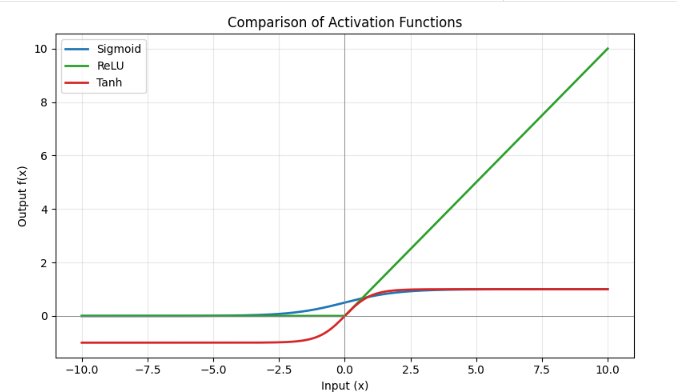 Comparison of Activation Functions
Sigmoid
ReLU
Tanh
Output f(x)
10
8
6
4
2
0
−10.0 −7.5 −5.0 −2.5 0.0 2.5 5.0 7.5 10.0
Input (x)